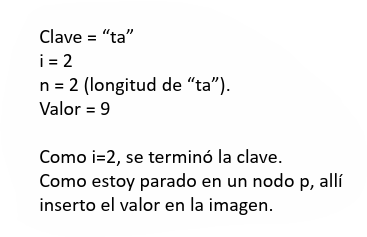 Clave = “ta”
i = 2
n = 2 (longitud de “ta”).
Valor = 9
Como i=2, se terminó la clave.
Como estoy parado en un nodo p, allí
inserto el valor en la imagen.